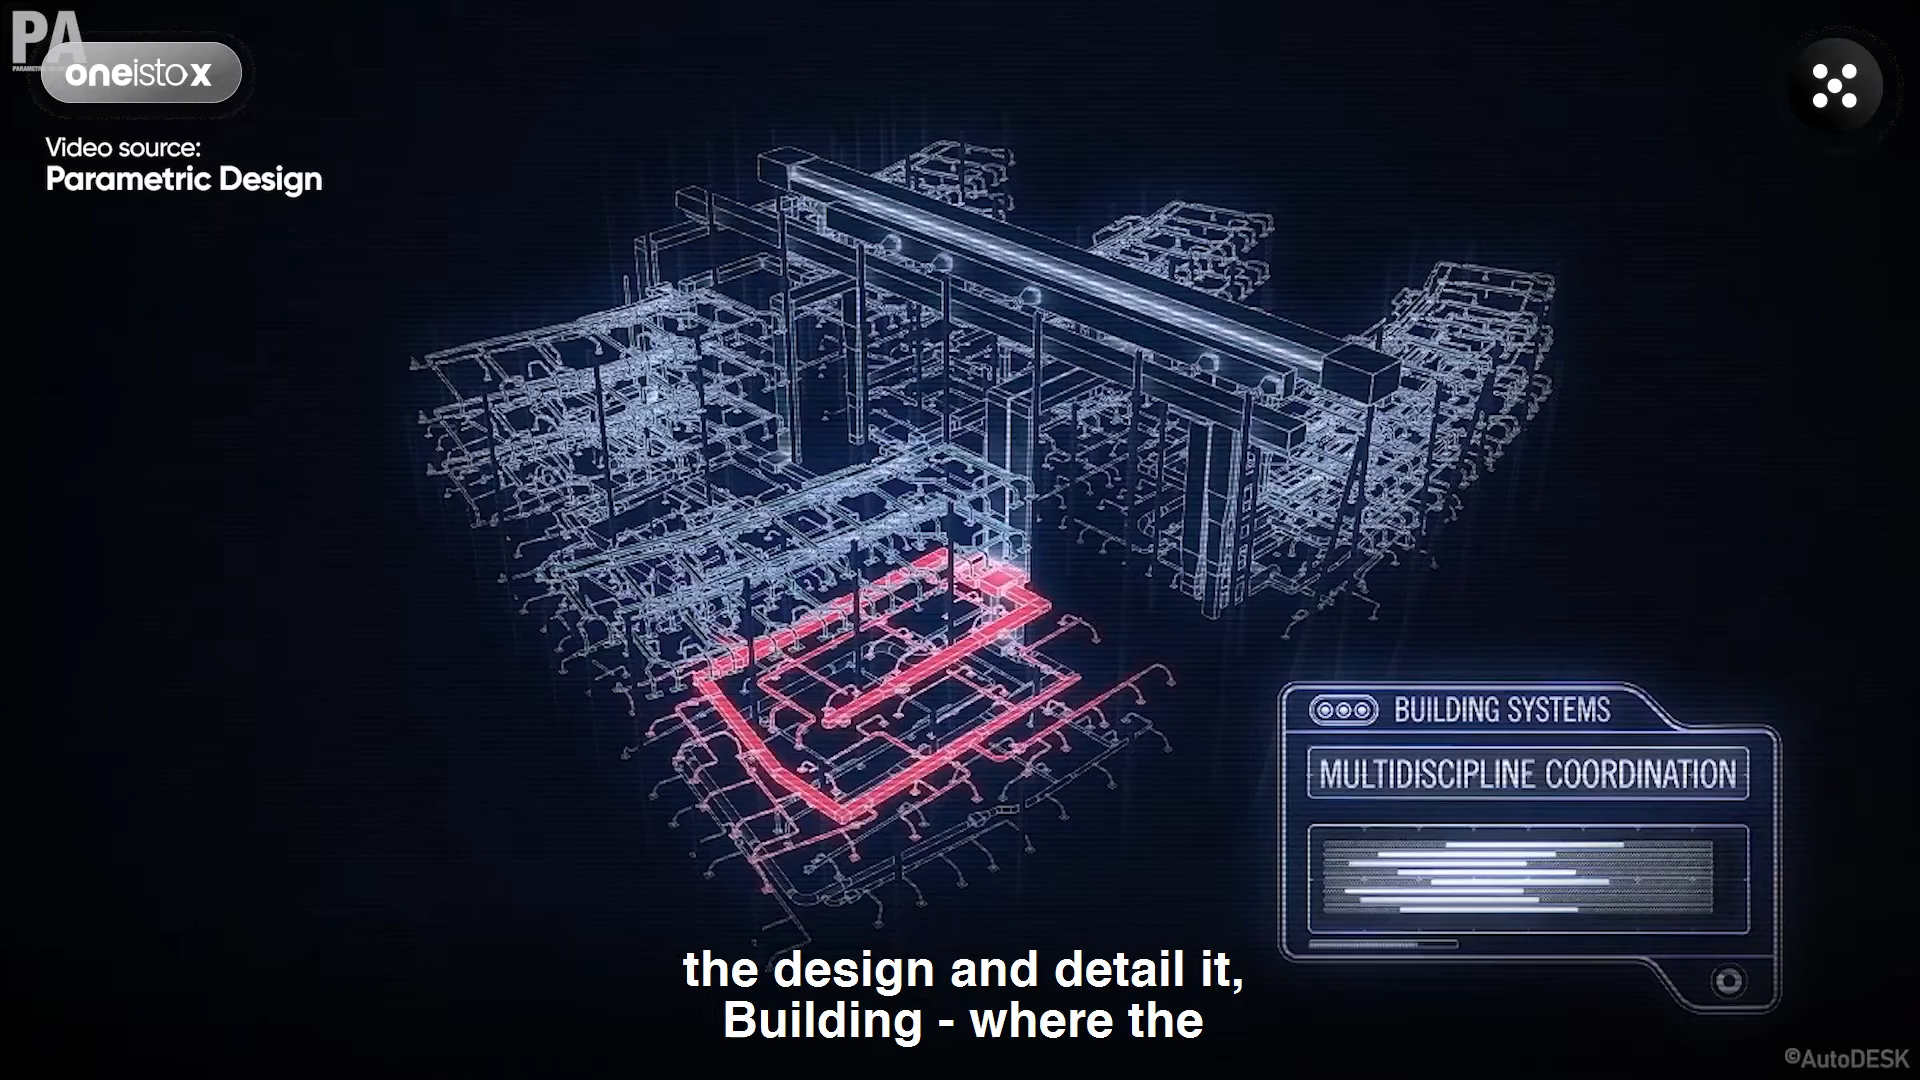 PA
oneistox
Video source:
Parametric Design
BUILDING SYSTEMS
MULTIDISCIPLINE COORDINATION
the design and detail it,
Building - where the
©AutoDESK